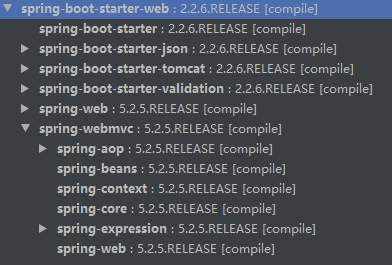 spring-boot-starter-web : 2.2.6.RELEASE [compile]
spring-boot-starter : 2.2.6.RELEASE [compile]
spring-boot-starter-json : 2.2.6.RELEASE [compile]
spring-boot-starter-tomcat : 2.2.6.RELEASE [compile]
spring-boot-starter-validation : 2.2.6.RELEASE [compile]
spring-web : 5.2.5.RELEASE [compile]
spring-webmvc : 5.2.5.RELEASE [compile]
spring-aop : 5.2.5.RELEASE [compile]
spring-beans : 5.2.5.RELEASE [compile]
spring-context : 5.2.5.RELEASE [compile]
spring-core : 5.2.5.RELEASE [compile]
spring-expression : 5.2.5.RELEASE [compile]
spring-web : 5.2.5.RELEASE [compile]